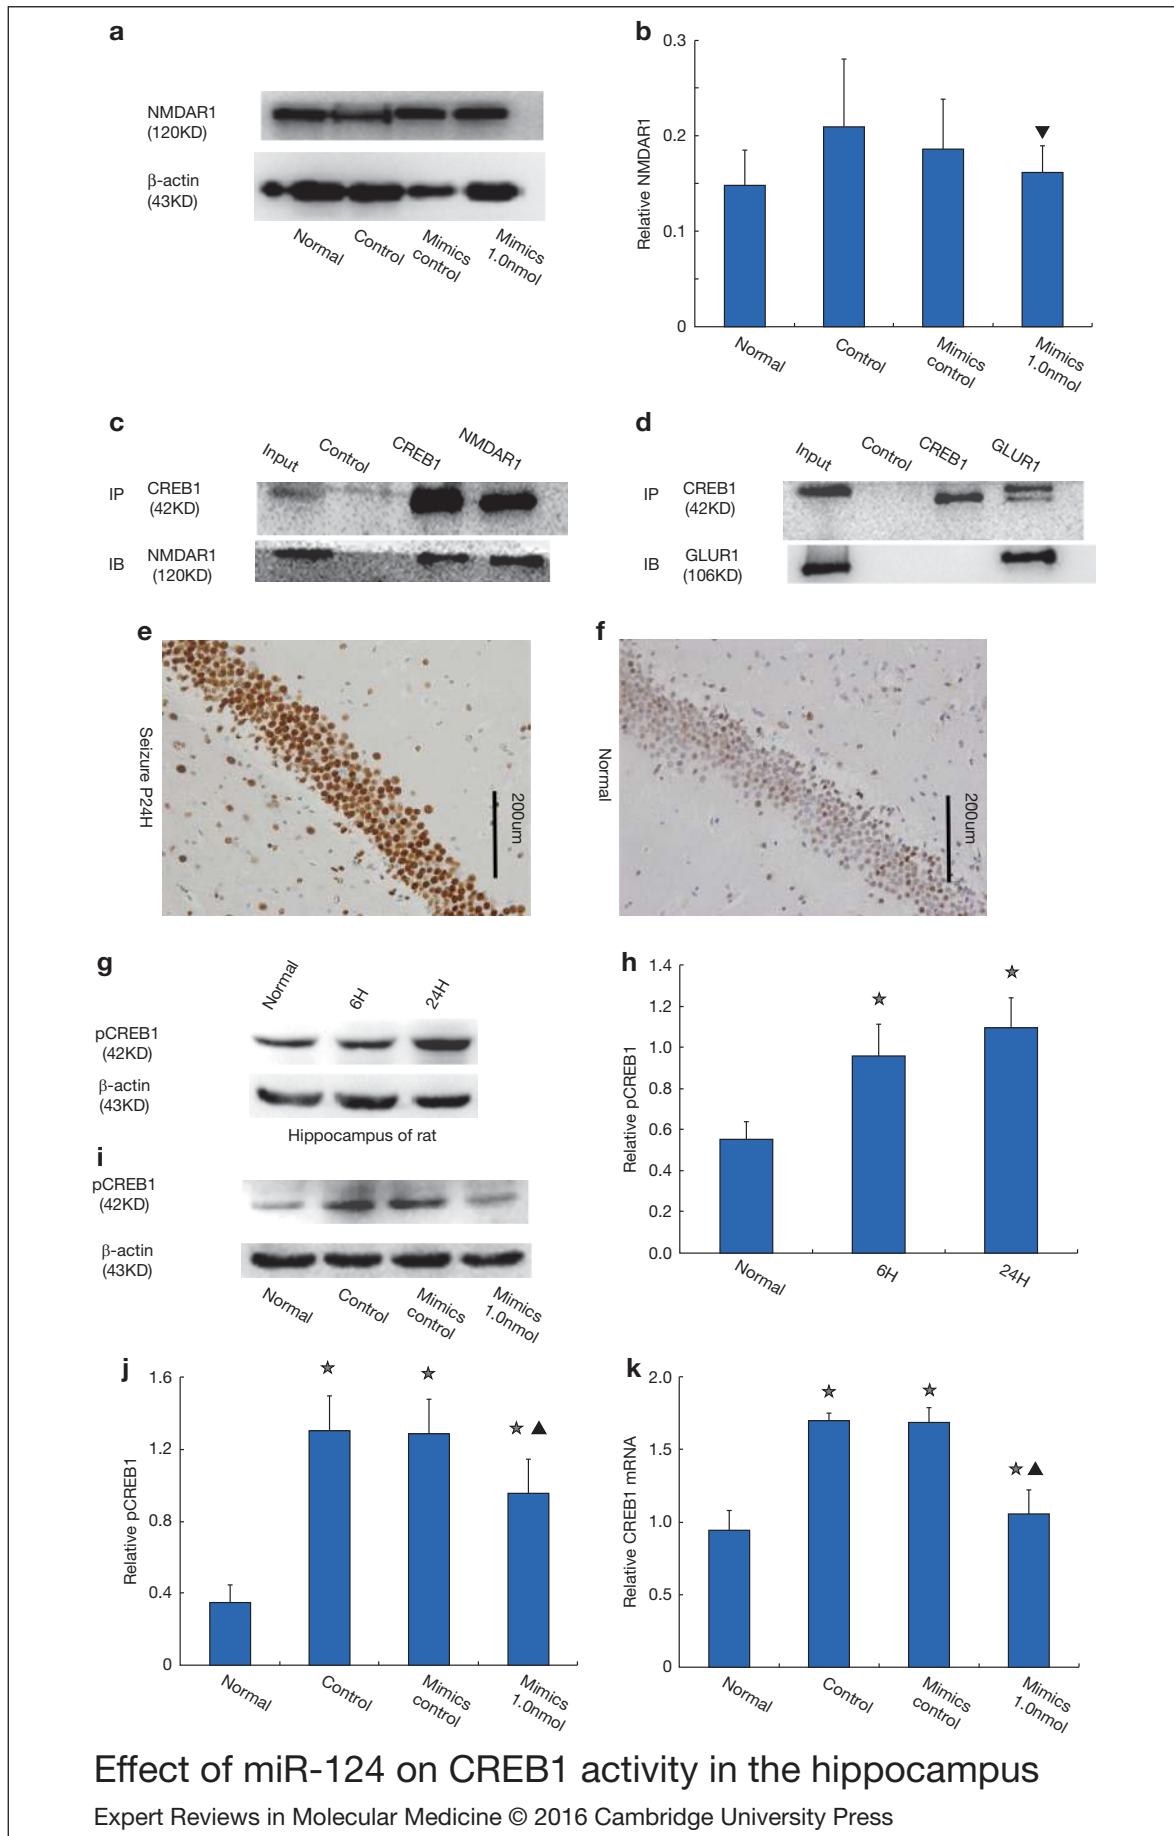 a
NMDAR1
(120KD)
β-actin
(43KD)
Normal
Control
Mimics
control
Mimics
1.0nmol
b
Relative NMDAR1
0.3
0.2
0.1
0
Normal
Control
Mimics
control
Mimics
1.0nmol
c
Input
Control
CREB1
NMDAR1
IP
CREB1
(42KD)
IB
NMDAR1
(120KD)
d
Input
Control
CREB1
GLUR1
IP
CREB1
(42KD)
IB
GLUR1
(106KD)
e
Seizure P24H
200um
f
Normal
200um
g
Normal
6H
24H
pCREB1
(42KD)
β-actin
(43KD)
Hippocampus of rat
h
Relative pCREB1
1.4
1.2
1.0
0.8
0.6
0.4
0.2
0.0
Normal
6H
24H
i
pCREB1
(42KD)
β-actin
(43KD)
Normal
Control
Mimics
control
Mimics
1.0nmol
j
Relative pCREB1
1.6
1.2
0.8
0.4
0
Normal
Control
Mimics
control
Mimics
1.0nmol
k
Relative CREB1 mRNA
2.0
1.5
1.0
0.5
0
Normal
Control
Mimics
control
Mimics
1.0nmol
Effect of miR-124 on CREB1 activity in the hippocampus
Expert Reviews in Molecular Medicine © 2016 Cambridge University Press